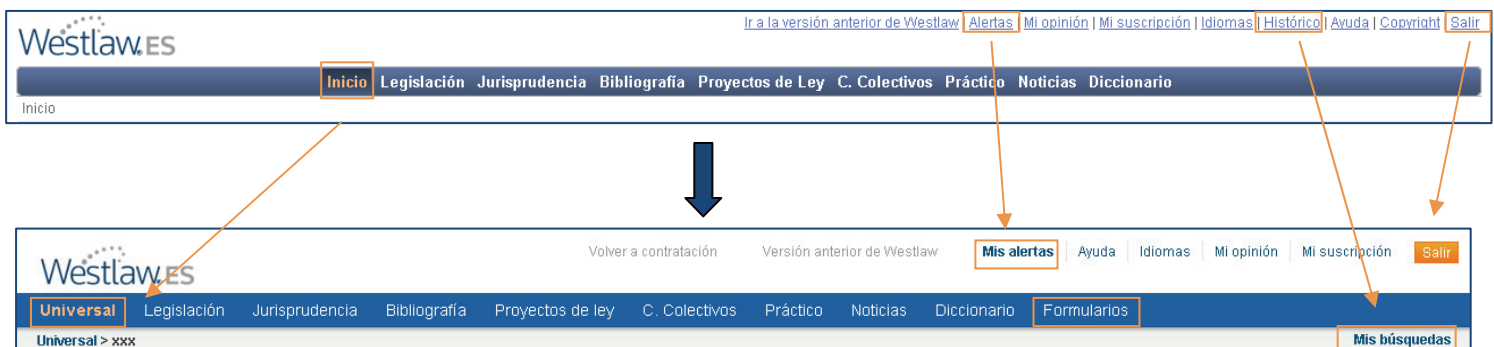 Ir a la versión anterior de Westlaw | Alertas | Mi opinión | Mi suscripción | Idiomas | Histórico | Ayuda | Copyright | Salir
Westlaw.ES
Inicio Legislación Jurisprudencia Bibliografía Proyectos de Ley C. Colectivos Práctico Noticias Diccionario
Inicio
Volver a contratación Versión anterior de Westlaw Mis alertas Ayuda Idiomas Mi opinión Mi suscripción Salir
Westlaw.ES
Universal Legislación Jurisprudencia Bibliografía Proyectos de ley C. Colectivos Práctico Noticias Diccionario Formularios
Universal > xxx Mis búsquedas